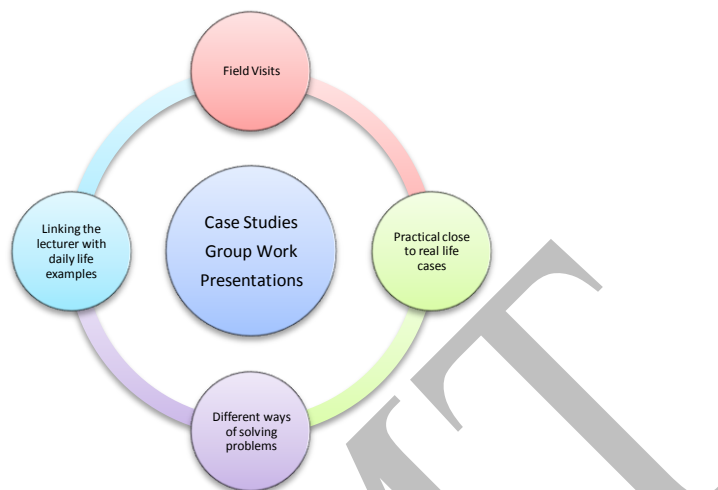 Field Visits
Linking the
lecturer with
daily life
examples
Case Studies
Group Work
Presentations
Practical close
to real life
cases
Different ways
of solving
problems